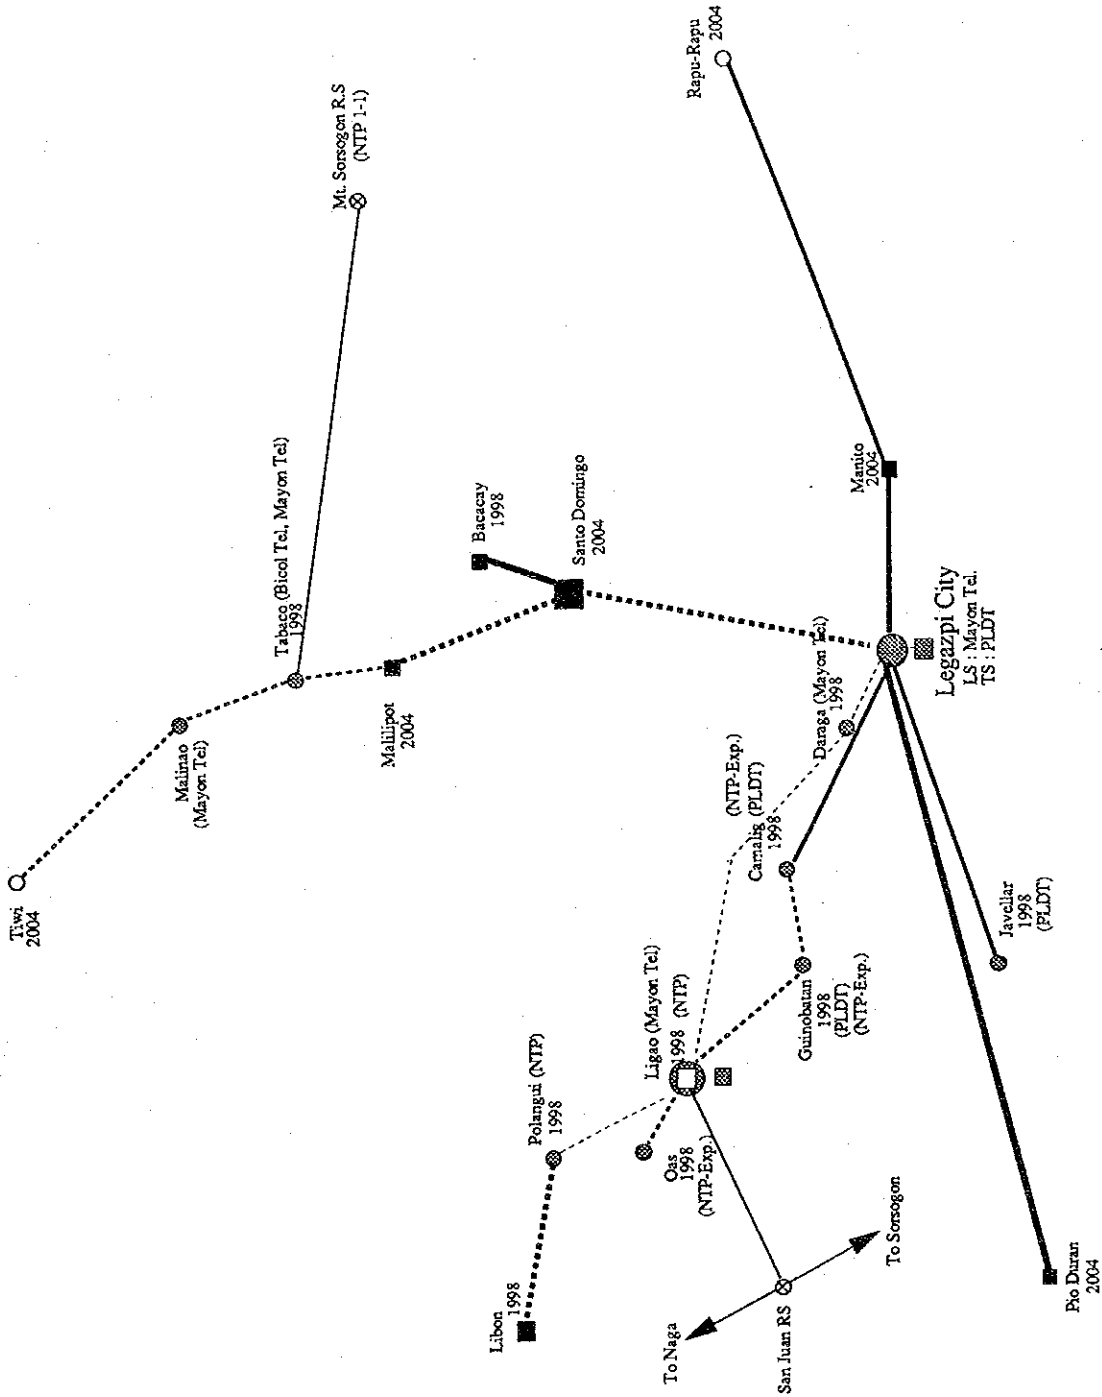 Tiwi
2004
Malinao
(Mayon Tel)
Tabaco (Bicol Tel, Mayon Tel)
1998
Mt. Sorsogon R.S
(NTP 1-1)
Malilipot
2004
Bacacay
1998
Santo Domingo
2004
Rapu-Rapu
2004
Manito
2004
Legazpi City
LS : Mayon Tel.
TS : PLDT
Daraga (Mayon Tel)
1998
(NTP-Exp.)
Camalig (PLDT)
1998
Guinobatan
1998
(PLDT)
(NTP-Exp.)
Ligao (Mayon Tel)
1998 (NTP)
Polangui (NTP)
1998
Oas
1998
(NTP-Exp.)
Libon
1998
To Naga
San Juan RS
To Sorsogon
Javellar
1998
(PLDT)
Pio Duran
2004